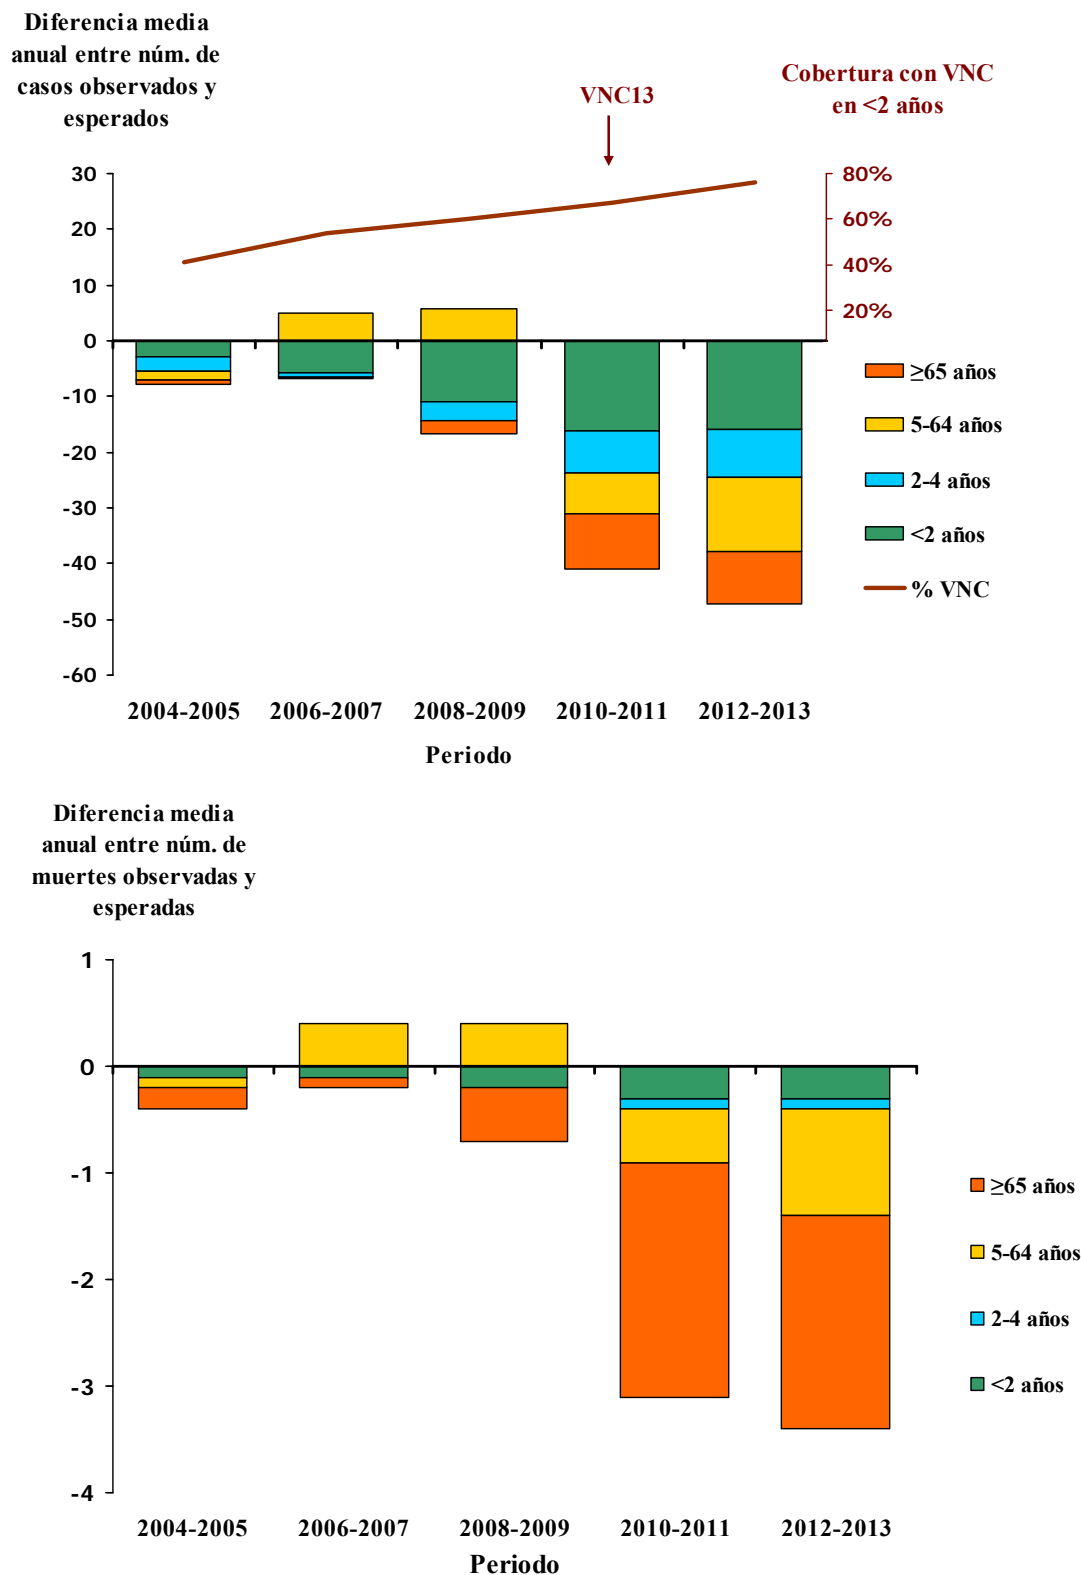 Diferencia media
anual entre núm. de
casos observados y
esperados
VNC13
Cobertura con VNC
en <2 años
30
20
10
0
-10
-20
-30
-40
-50
-60
80%
60%
40%
20%
≥65 años
5-64 años
2-4 años
<2 años
% VNC
2004-2005 2006-2007 2008-2009 2010-2011 2012-2013
Periodo
Diferencia media
anual entre núm. de
muertes observadas y
esperadas
1
0
-1
-2
-3
-4
≥65 años
5-64 años
2-4 años
<2 años
2004-2005 2006-2007 2008-2009 2010-2011 2012-2013
Periodo